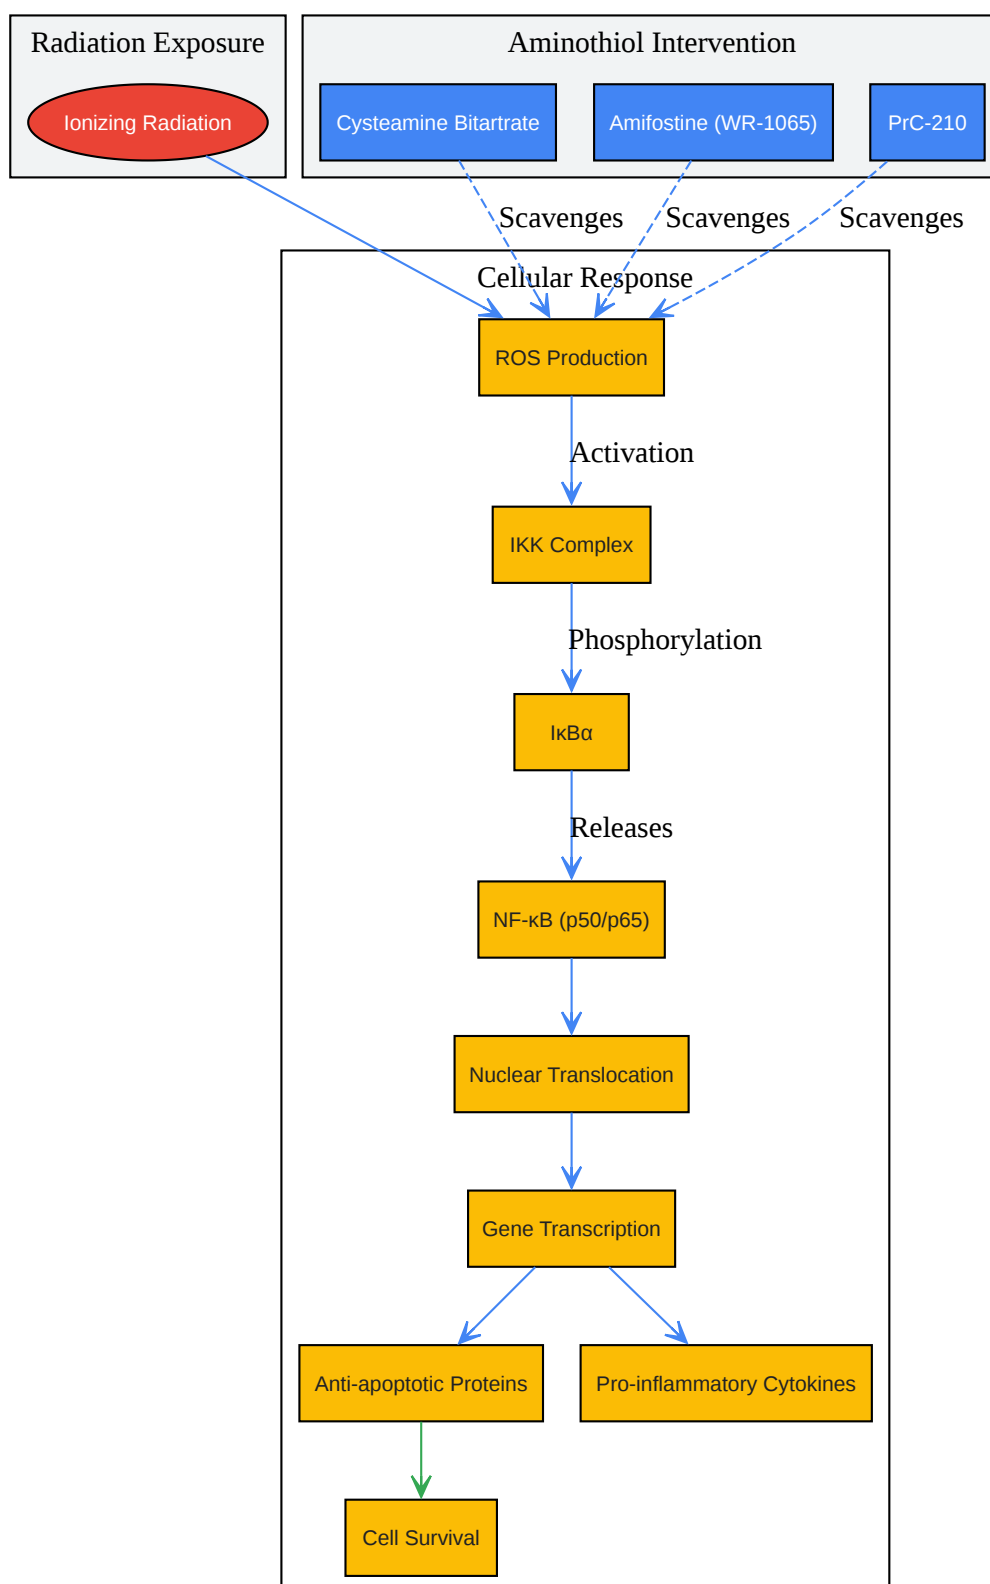 Radiation Exposure
Aminothiol Intervention
Ionizing Radiation
Cysteamine Bitartrate
Amifostine (WR-1065)
PrC-210
Scavenges
Scavenges
Scavenges
Cellular Response
ROS Production
Activation
IKK Complex
Phosphorylation
IκBα
Releases
NF-κB (p50/p65)
Nuclear Translocation
Gene Transcription
Anti-apoptotic Proteins
Pro-inflammatory Cytokines
Cell Survival